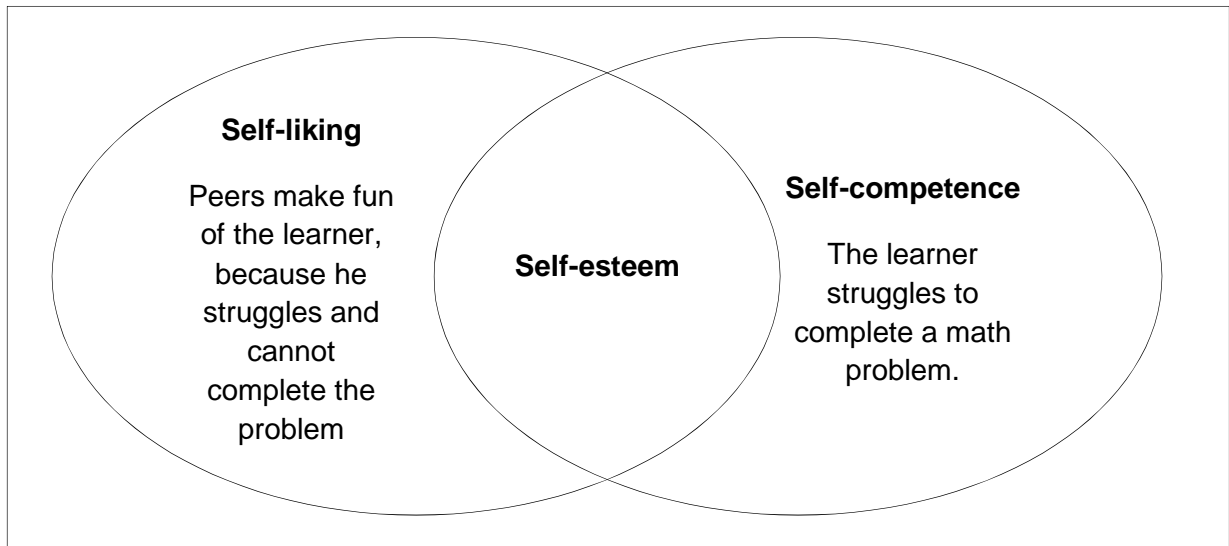 Self-liking
Peers make fun
of the learner,
because he
struggles and
cannot
complete the
problem
Self-esteem
Self-competence
The learner
struggles to
complete a math
problem.